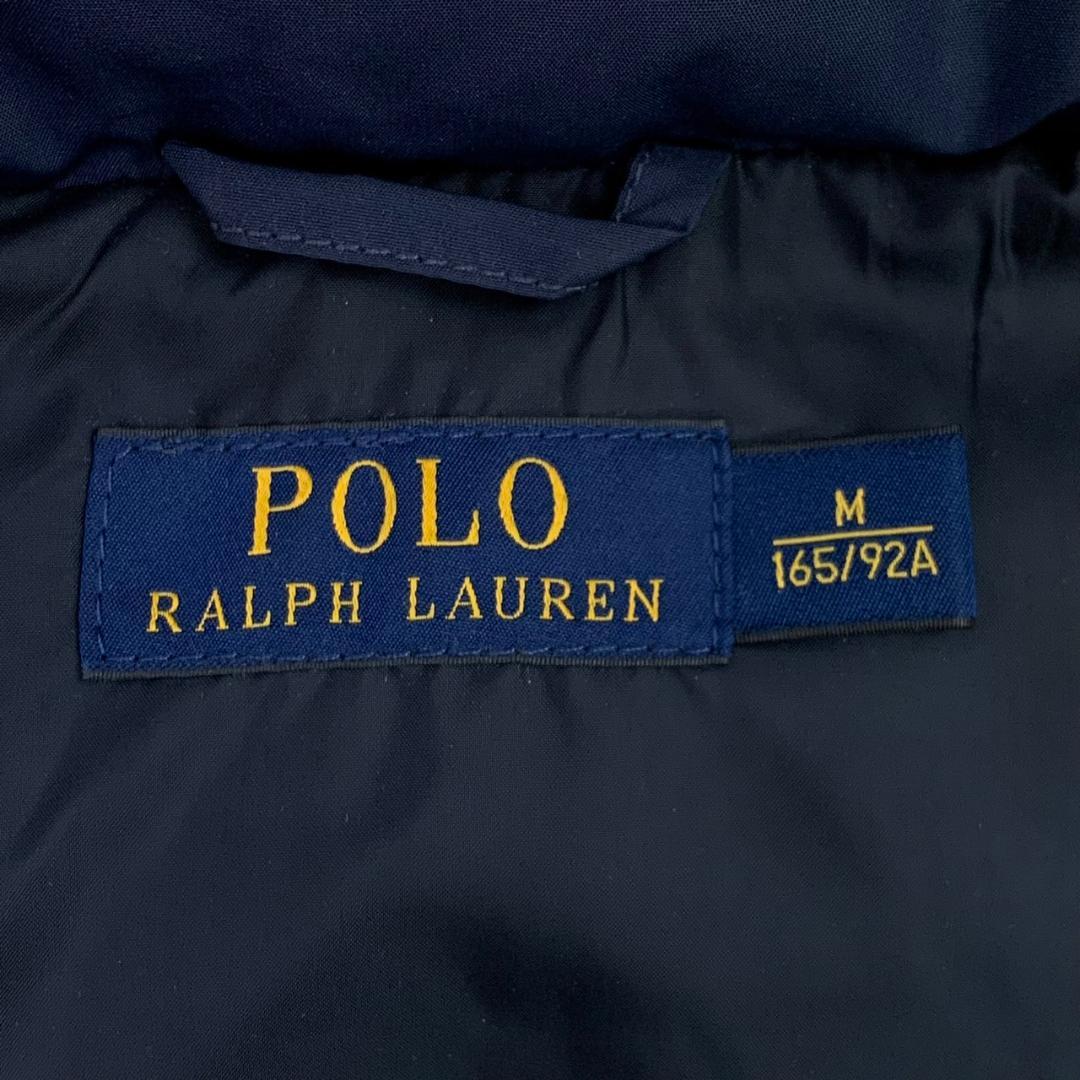 POLO
RALPH LAUREN
M
165/92A